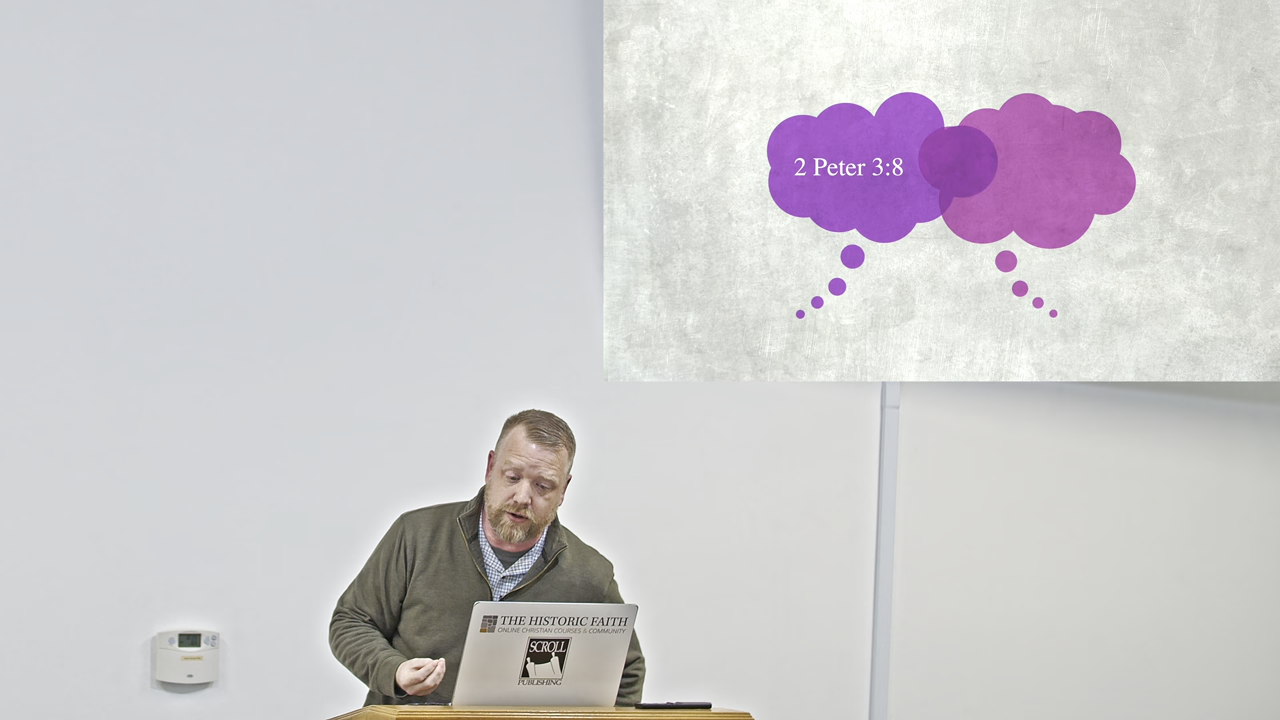 2 Peter 3:8
THE HISTORIC FAITH
ONLINE CHRISTIAN COURSES & COMMUNITY
SCROLL
PUBLISHING